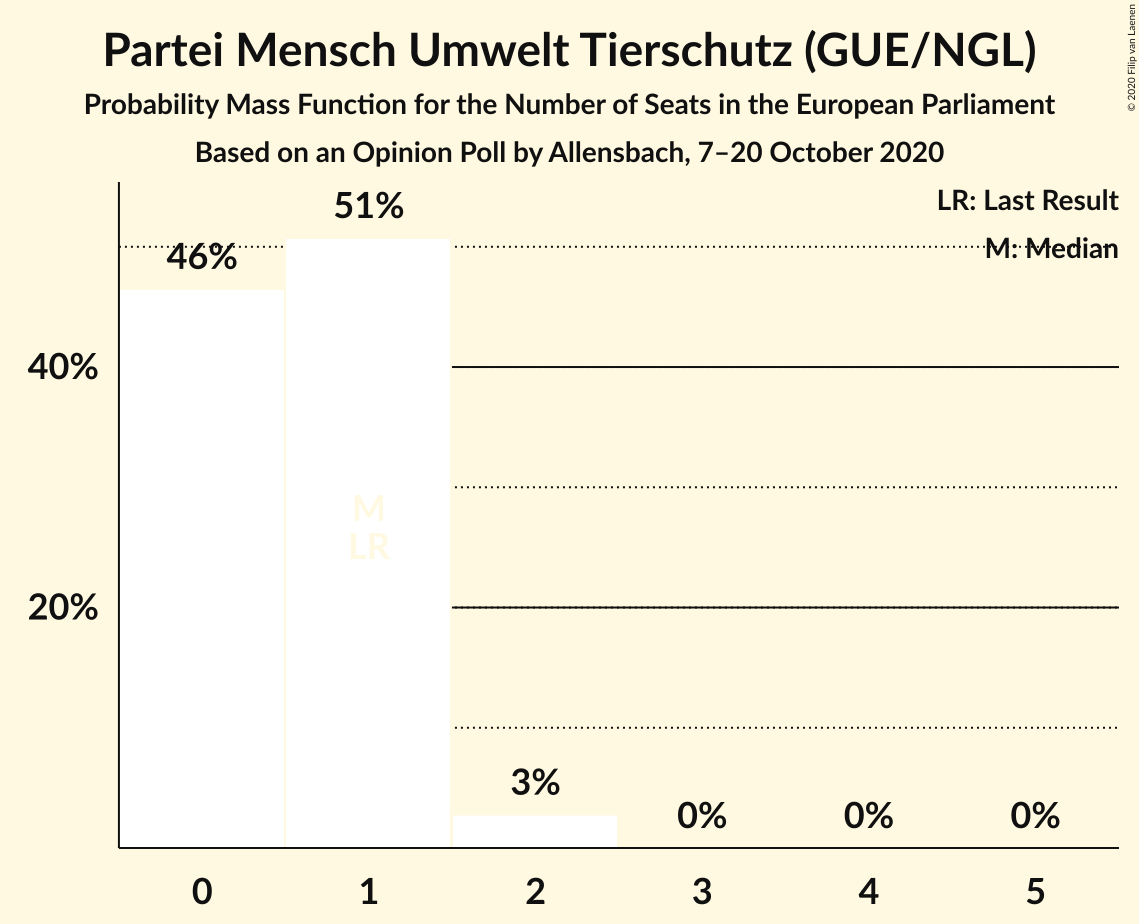 Partei Mensch Umwelt Tierschutz (GUE/NGL)
Probability Mass Function for the Number of Seats in the European Parliament
Based on an Opinion Poll by Allensbach, 7–20 October 2020
© 2020 Filip van Laenen
LR: Last Result
M: Median
51%
46%
40%
M
LR
20%
3%
0%
0%
0%
0
1
2
3
4
5